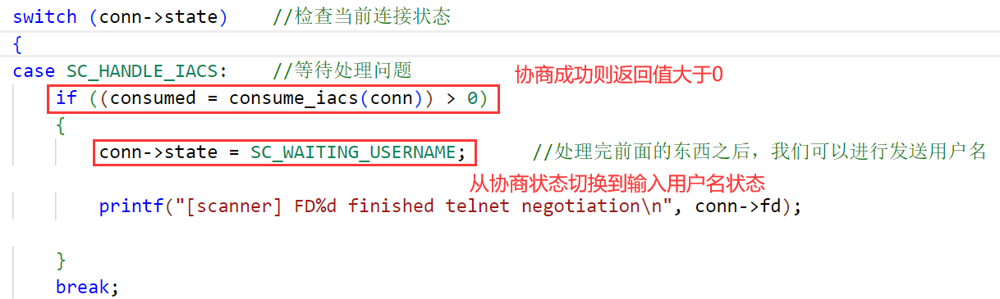 switch (conn->state) //检查当前连接状态
{
case SC_HANDLE_IACS: //等待处理问题
协商成功则返回值大于0
if ((consumed = consume_iacs(conn)) > 0)
{
conn->state = SC_WAITING_USERNAME; //处理完前面的东西之后，我们可以进行发送用户名
从协商状态切换到输入用户名状态
printf("[scanner] FD%d finished telnet negotiation\n", conn->fd);
}
break;